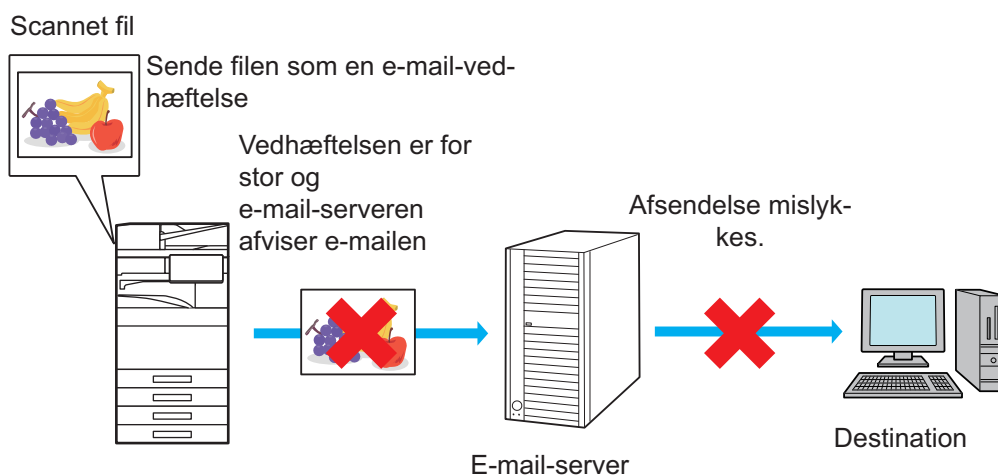 Scannet fil
Sende filen som en e-mail-ved-
hæftelse
Vedhæftelsen er for
stor og
e-mail-serveren
afviser e-mailen
Afsendelse mislyk-
kes.
E-mail-server
Destination